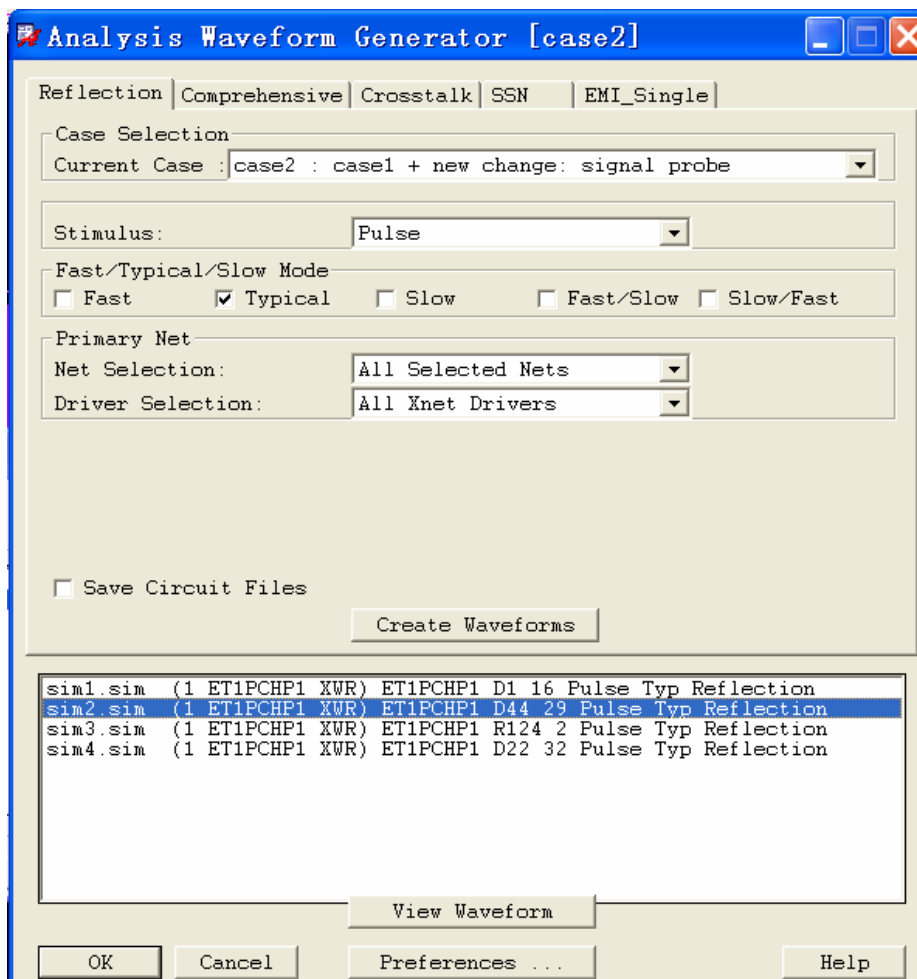 Analysis Waveform Generator [case2]
Reflection Comprehensive Crosstalk SSN EMI_Single
Case Selection
Current Case : case2 : case1 + new change: signal probe
Stimulus: Pulse
Fast/Typical/Slow Mode
Fast Typical Slow Fast/Slow Slow/Fast
Primary Net
Net Selection: All Selected Nets
Driver Selection: All Xnet Drivers
Save Circuit Files
Create Waveforms
sim1.sim (1 ET1PCHP1 XWR) ET1PCHP1 D1 16 Pulse Typ Reflection
sim2.sim (1 ET1PCHP1 XWR) ET1PCHP1 D44 29 Pulse Typ Reflection
sim3.sim (1 ET1PCHP1 XWR) ET1PCHP1 R124 2 Pulse Typ Reflection
sim4.sim (1 ET1PCHP1 XWR) ET1PCHP1 D22 32 Pulse Typ Reflection
View Waveform
OK Cancel Preferences ... Help